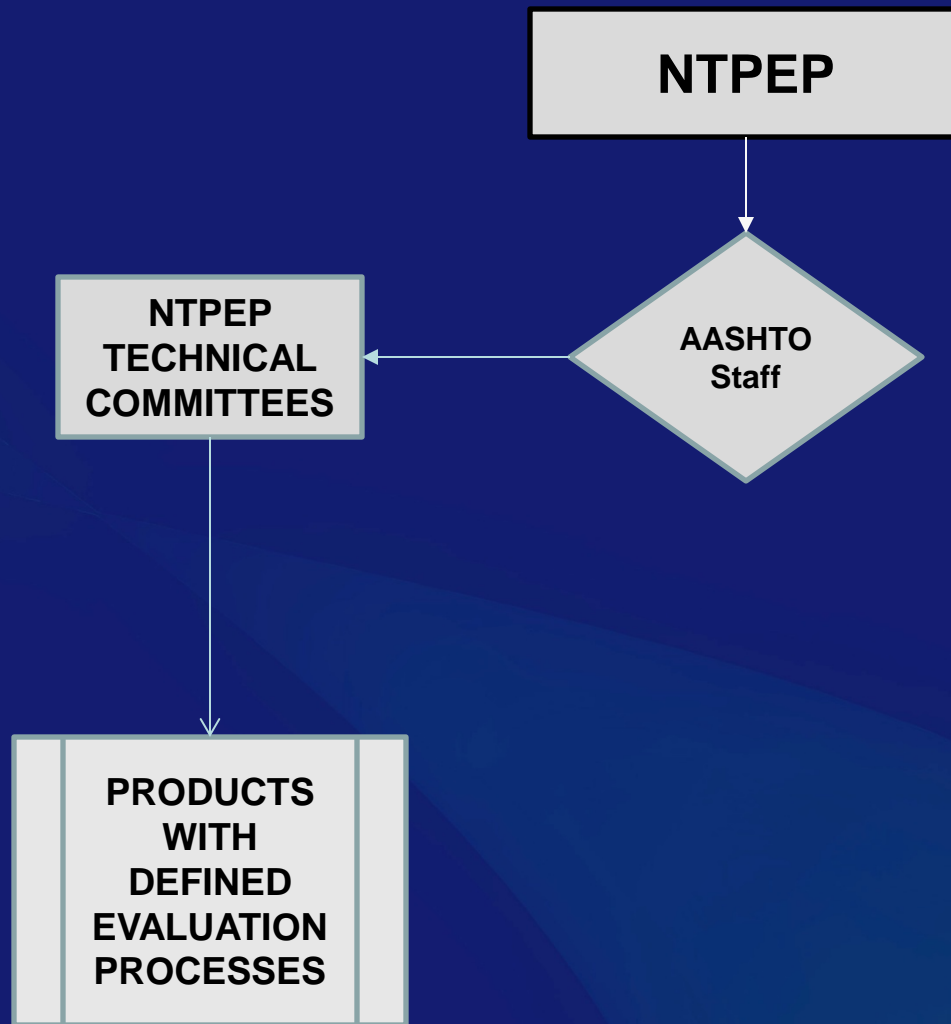 NTPEP
AASHTO
Staff
NTPEP
TECHNICAL
COMMITTEES
PRODUCTS
WITH
DEFINED
EVALUATION
PROCESSES